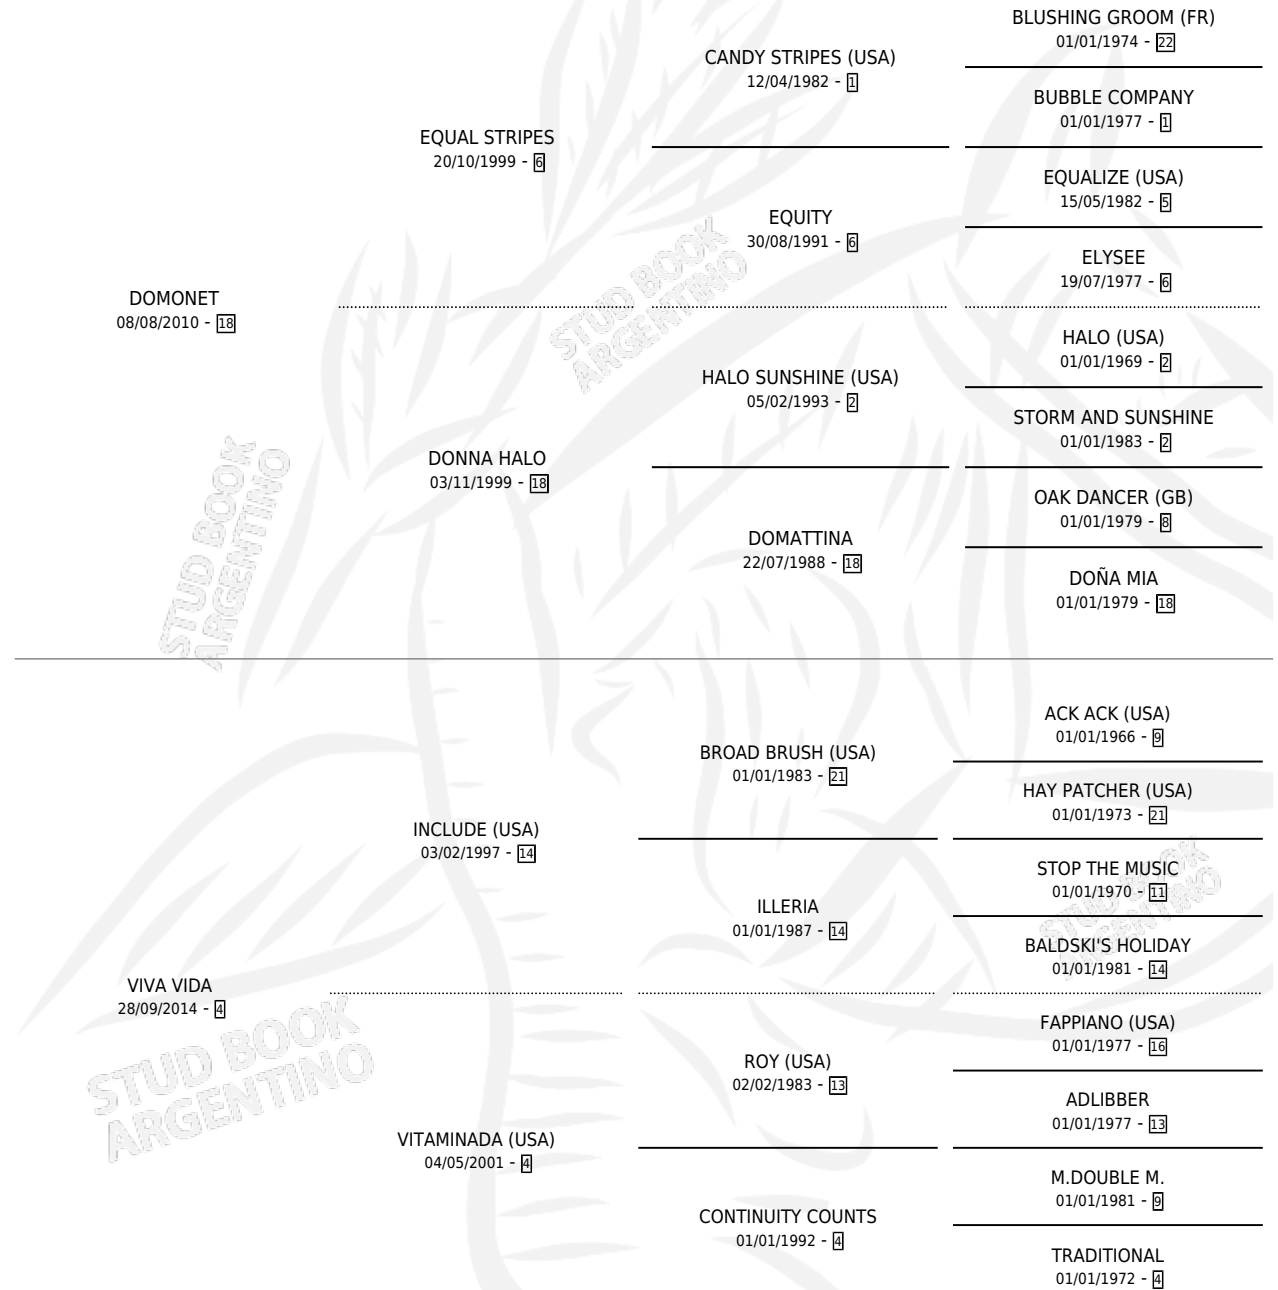 BLUSHING GROOM (FR)
01/01/1974 - 22
CANDY STRIPES (USA)
12/04/1982 - 1
BUBBLE COMPANY
01/01/1977 - 1
EQUAL STRIPES
20/10/1999 - 6
EQUALIZE (USA)
15/05/1982 - 5
EQUITY
30/08/1991 - 6
ELYSEE
19/07/1977 - 6
DOMONET
08/08/2010 - 18
HALO (USA)
01/01/1969 - 2
HALO SUNSHINE (USA)
05/02/1993 - 2
STORM AND SUNSHINE
01/01/1983 - 2
DONNA HALO
03/11/1999 - 18
OAK DANCER (GB)
01/01/1979 - 8
DOMATTINA
22/07/1988 - 18
DOÑA MIA
01/01/1979 - 18
STUD BOOK
ARGENTINO
STUD BOOK
ARGENTINO
ACK ACK (USA)
01/01/1966 - 9
BROAD BRUSH (USA)
01/01/1983 - 21
HAY PATCHER (USA)
01/01/1973 - 21
INCLUDE (USA)
03/02/1997 - 14
STOP THE MUSIC
01/01/1970 - 11
ILLERIA
01/01/1987 - 14
BALDSKI'S HOLIDAY
01/01/1981 - 14
VIVA VIDA
28/09/2014 - 4
FAPPIANO (USA)
01/01/1977 - 16
ROY (USA)
02/02/1983 - 13
ADLIBBER
01/01/1977 - 13
VITAMINADA (USA)
04/05/2001 - 4
M.DOUBLE M.
01/01/1981 - 9
CONTINUITY COUNTS
01/01/1992 - 4
TRADITIONAL
01/01/1972 - 4
STUD BOOK
ARGENTINO
STUD BOOK
ARGENTINO